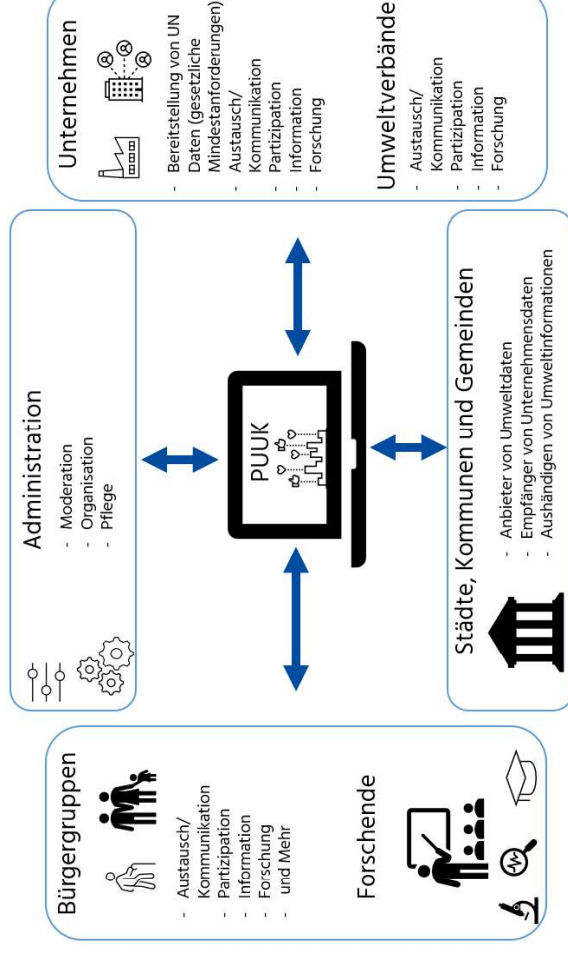 Bürgergruppen
- Austausch/
Kommunikation
- Partizipation
- Information
- Forschung
- und Mehr
Forschende
Administration
- Moderation
- Organisation
- Pflege
PUUK
Städte, Kommunen und Gemeinden
- Anbieter von Umweltdaten
- Empfänger von Unternehmensdaten
- Aushändigen von Umweltinformationen
Unternehmen
- Bereitstellung von UN
Daten (gesetzliche
Mindestanforderungen)
- Austausch/
Kommunikation
- Partizipation
- Information
- Forschung
Umweltverbände
- Austausch/
Kommunikation
- Partizipation
- Information
- Forschung